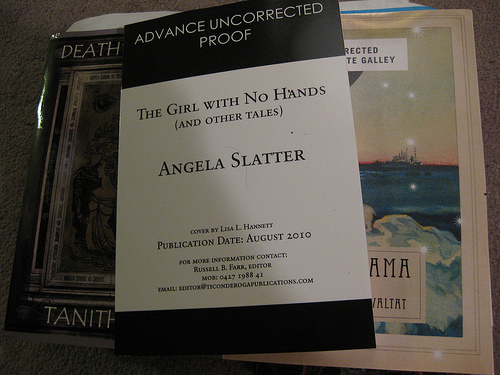 ADVANCE UNCORRECTED
PROOF
THE GIRL WITH NO HANDS
(AND OTHER TALES)
ANGELA SLATTER
COVER BY LISA L. HANNETT
PUBLICATION DATE: AUGUST 2010
FOR MORE INFORMATION CONTACT:
RUSSELL B. FARR, EDITOR
MOB: 0427 1988 41
EMAIL: EDITOR@TICONDEROGAPUBLICATIONS.COM
DEATH
TANITH
RECTED
TE GALLEY
AMA
VALTAT